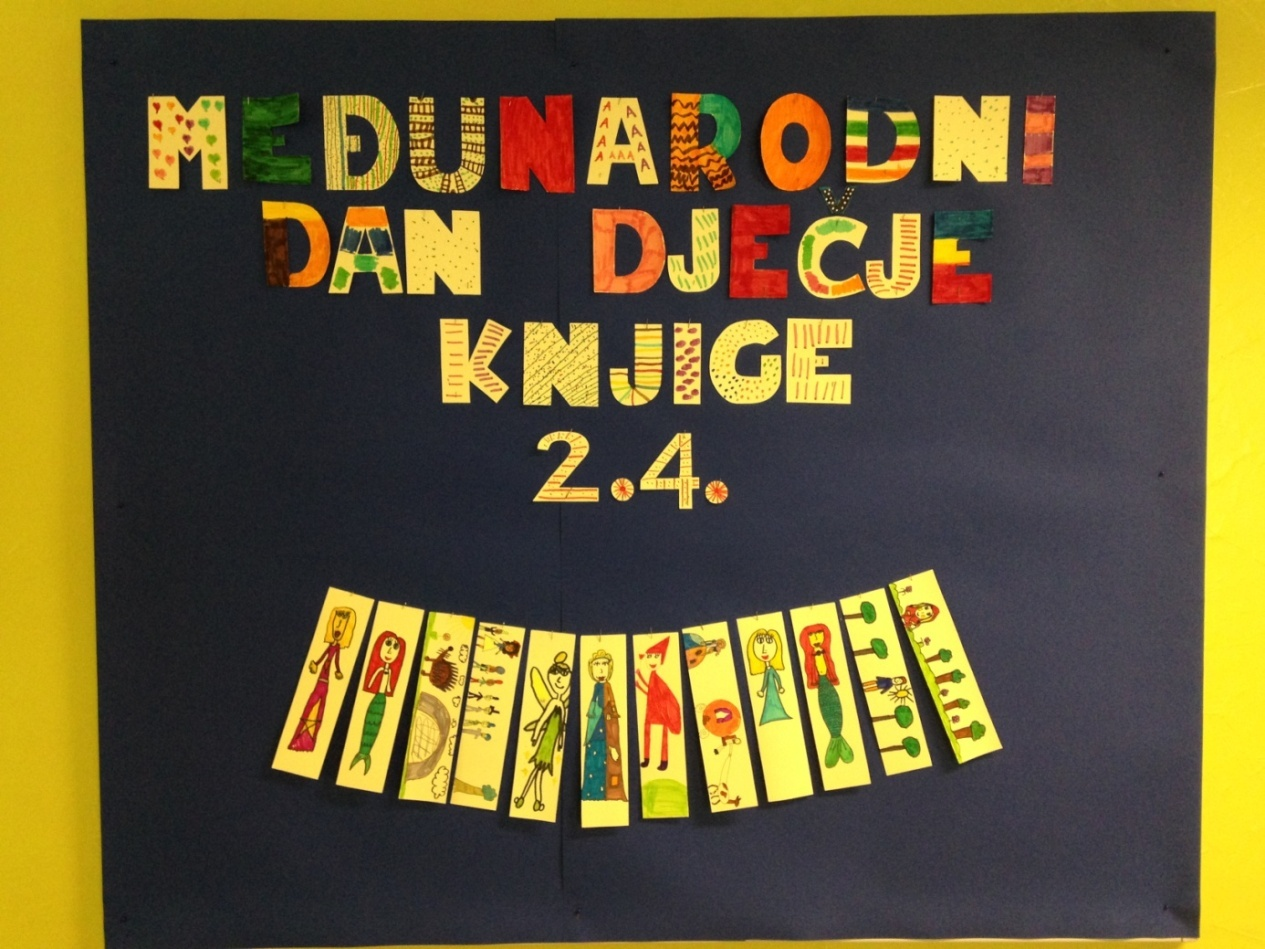 MEĐUNARODNI
DAN DJEČJE
KNJIGE
2.4.